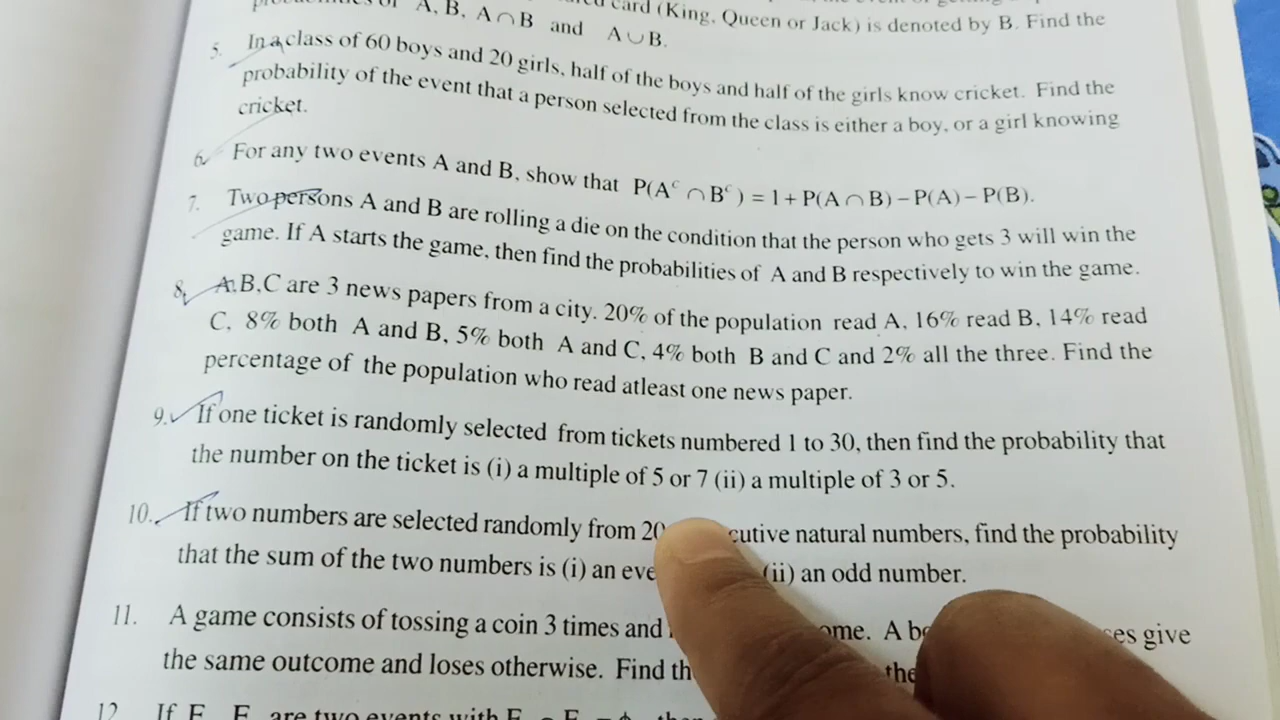 A, B, A∩B and A∪B.
card (King, Queen or Jack) is denoted by B. Find the
5. In a class of 60 boys and 20 girls, half of the boys and half of the girls know cricket. Find the
probability of the event that a person selected from the class is either a boy, or a girl knowing
cricket.
6. For any two events A and B, show that P(Aᶜ ∩ Bᶜ) = 1 + P(A ∩ B) – P(A) – P(B).
7. Two persons A and B are rolling a die on the condition that the person who gets 3 will win the
game. If A starts the game, then find the probabilities of A and B respectively to win the game.
8. A,B,C are 3 news papers from a city. 20% of the population read A, 16% read B, 14% read
C, 8% both A and B, 5% both A and C, 4% both B and C and 2% all the three. Find the
percentage of the population who read atleast one news paper.
9. If one ticket is randomly selected from tickets numbered 1 to 30, then find the probability that
the number on the ticket is (i) a multiple of 5 or 7 (ii) a multiple of 3 or 5.
10. If two numbers are selected randomly from 20 cutive natural numbers, find the probability
that the sum of the two numbers is (i) an eve (ii) an odd number.
11. A game consists of tossing a coin 3 times and ome. A b es give
the same outcome and loses otherwise. Find th the
12. If E E are two events with E ∩ E = ϕ